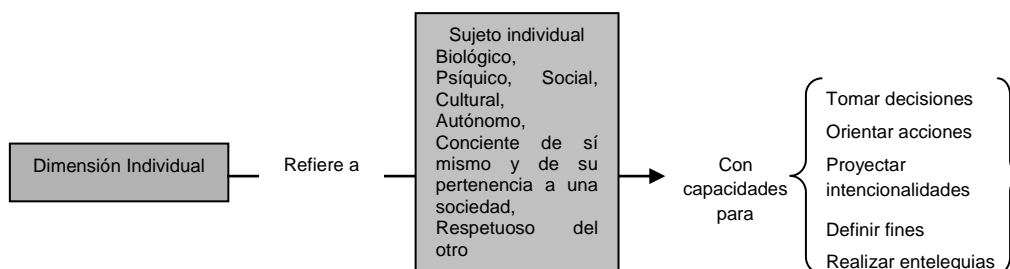 Dimensión Individual
Refiere a
Sujeto individual
Biológico,
Psíquico, Social,
Cultural,
Autónomo,
Conciente de sí
mismo y de su
pertenencia a una
sociedad,
Respetuoso del
otro
Con
capacidades
para
Tomar decisiones
Orientar acciones
Proyectar
intencionalidades
Definir fines
Realizar entelequias